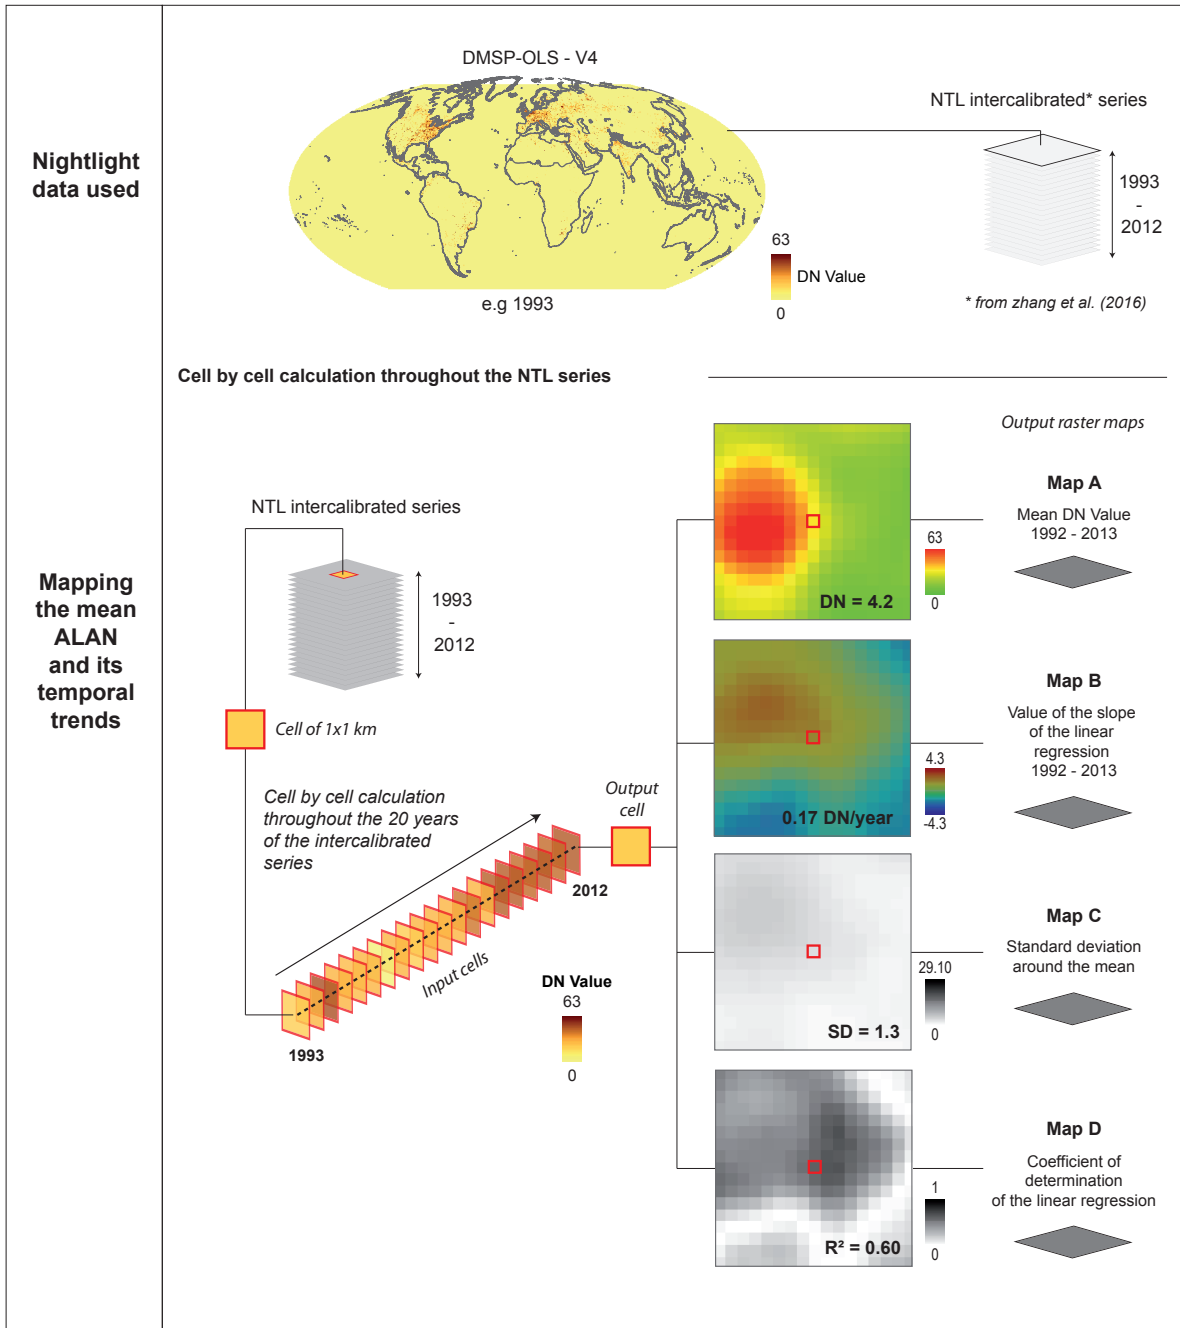 Nightlight
data used
DMSP-OLS - V4
63
DN Value
0
e.g 1993
NTL intercalibrated* series
1993
-
2012
* from zhang et al. (2016)
Mapping
the mean
ALAN
and its
temporal
trends
Cell by cell calculation throughout the NTL series
NTL intercalibrated series
1993
-
2012
Cell of 1x1 km
Cell by cell calculation
throughout the 20 years
of the intercalibrated
series
1993
Input cells
2012
Output
cell
DN Value
63
0
Output raster maps
DN = 4.2
63
0
Map A
Mean DN Value
1992 - 2013
0.17 DN/year
4.3
-4.3
Map B
Value of the slope
of the linear
regression
1992 - 2013
SD = 1.3
29.10
0
Map C
Standard deviation
around the mean
R² = 0.60
1
0
Map D
Coefficient of
determination
of the linear regression